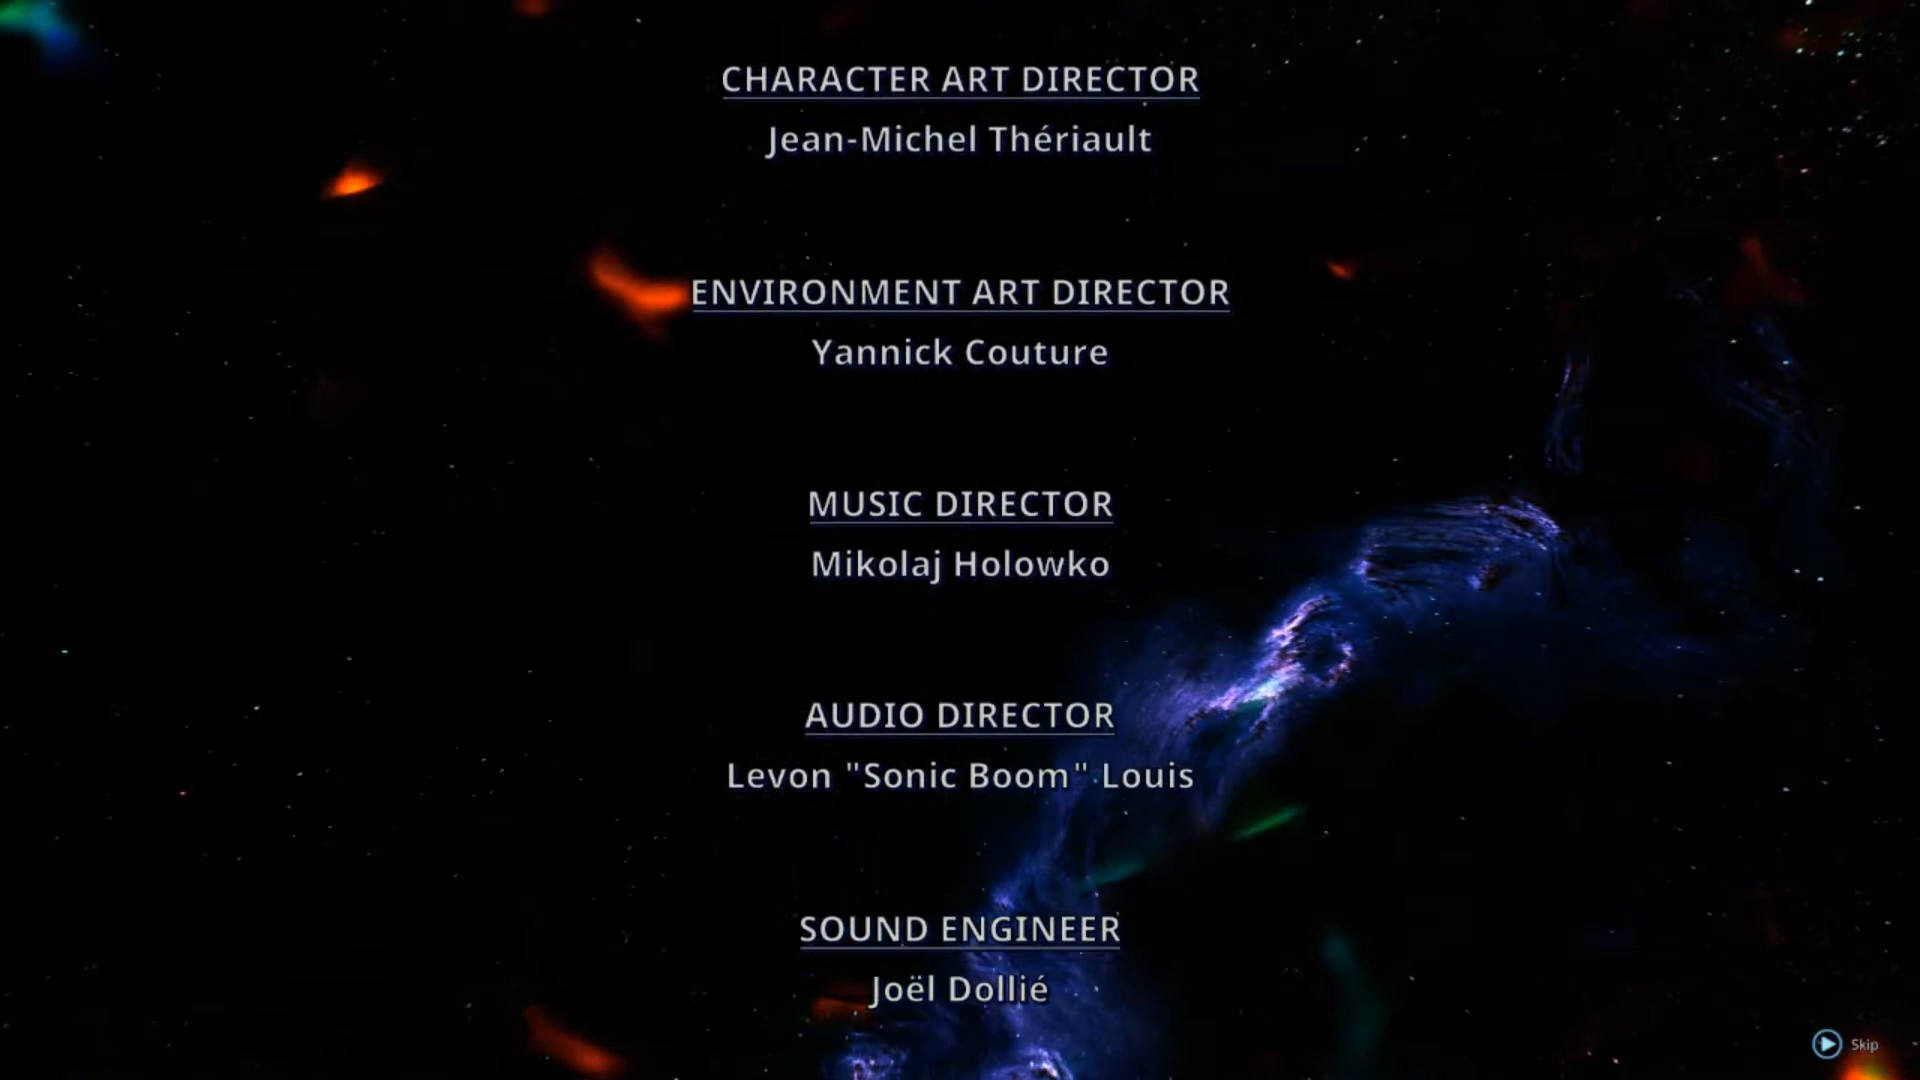 CHARACTER ART DIRECTOR
Jean-Michel Thériault
ENVIRONMENT ART DIRECTOR
Yannick Couture
MUSIC DIRECTOR
Mikolaj Holowko
AUDIO DIRECTOR
Levon "Sonic Boom" Louis
SOUND ENGINEER
Joël Dollié
Skip